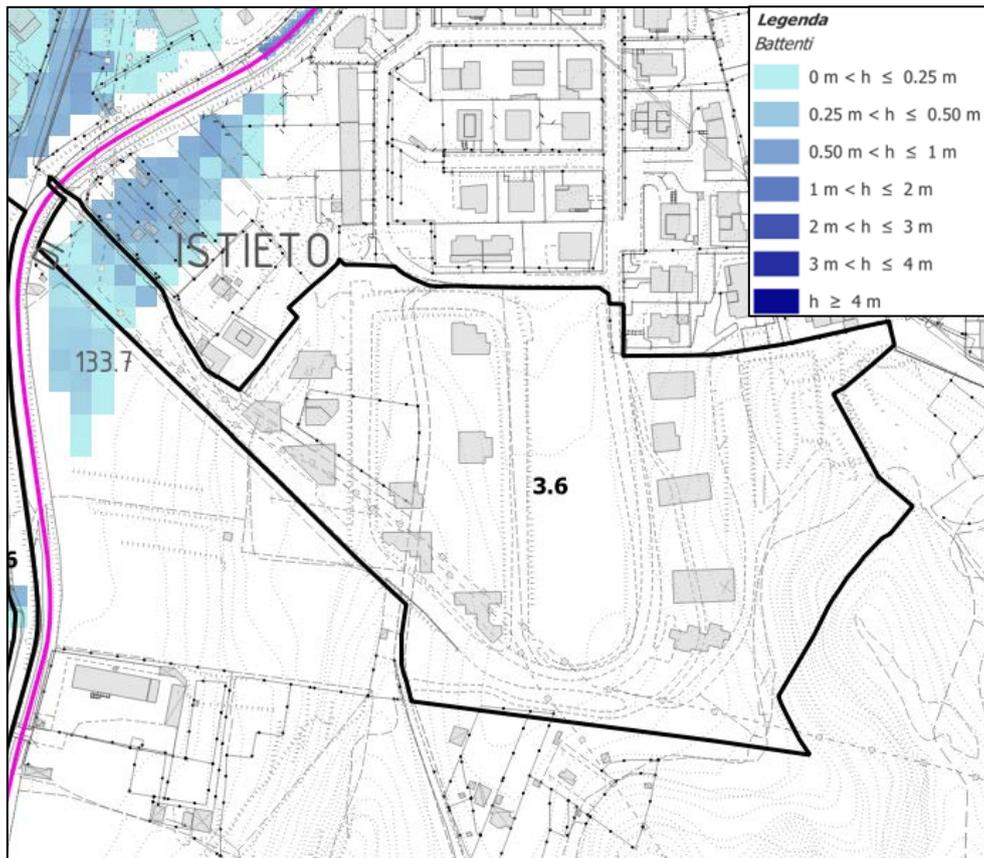 Legenda
Battenti
0 m < h ≤ 0.25 m
0.25 m < h ≤ 0.50 m
0.50 m < h ≤ 1 m
1 m < h ≤ 2 m
2 m < h ≤ 3 m
3 m < h ≤ 4 m
h ≥ 4 m
ISTIETO
133.7
3.6
6